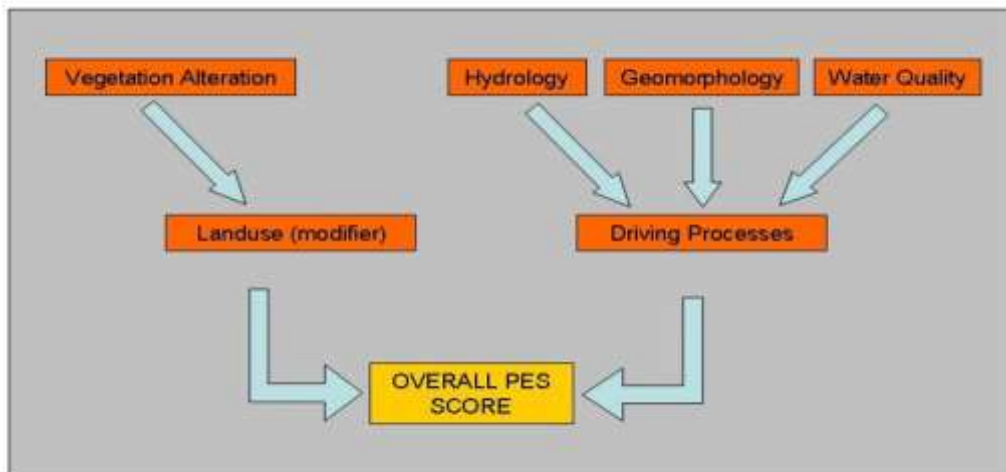 Vegetation Alteration
Hydrology
Geomorphology
Water Quality
Landuse (modifier)
Driving Processes
OVERALL PES
SCORE